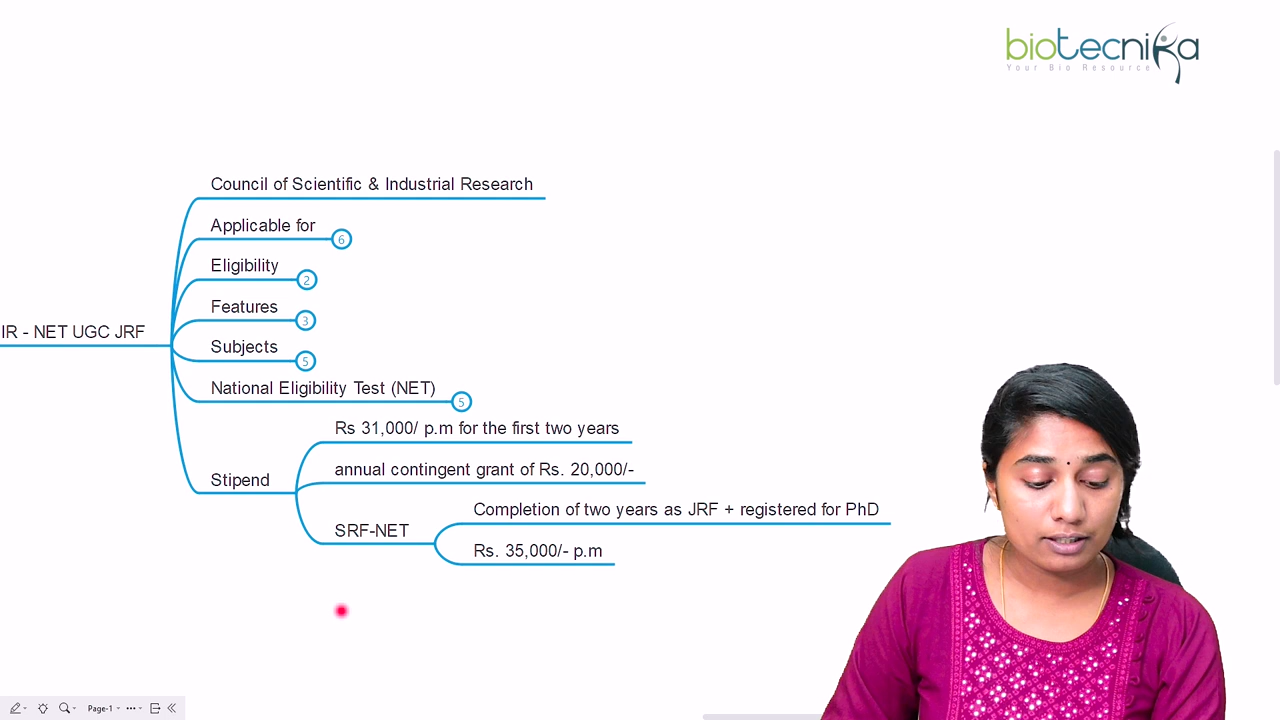 biotecnika
Your Bio Resource
Council of Scientific & Industrial Research
Applicable for
6
Eligibility
2
Features
3
IR - NET UGC JRF
Subjects
5
National Eligibility Test (NET)
5
Rs 31,000/ p.m for the first two years
annual contingent grant of Rs. 20,000/-
Stipend
Completion of two years as JRF + registered for PhD
SRF-NET
Rs. 35,000/- p.m
Page-1